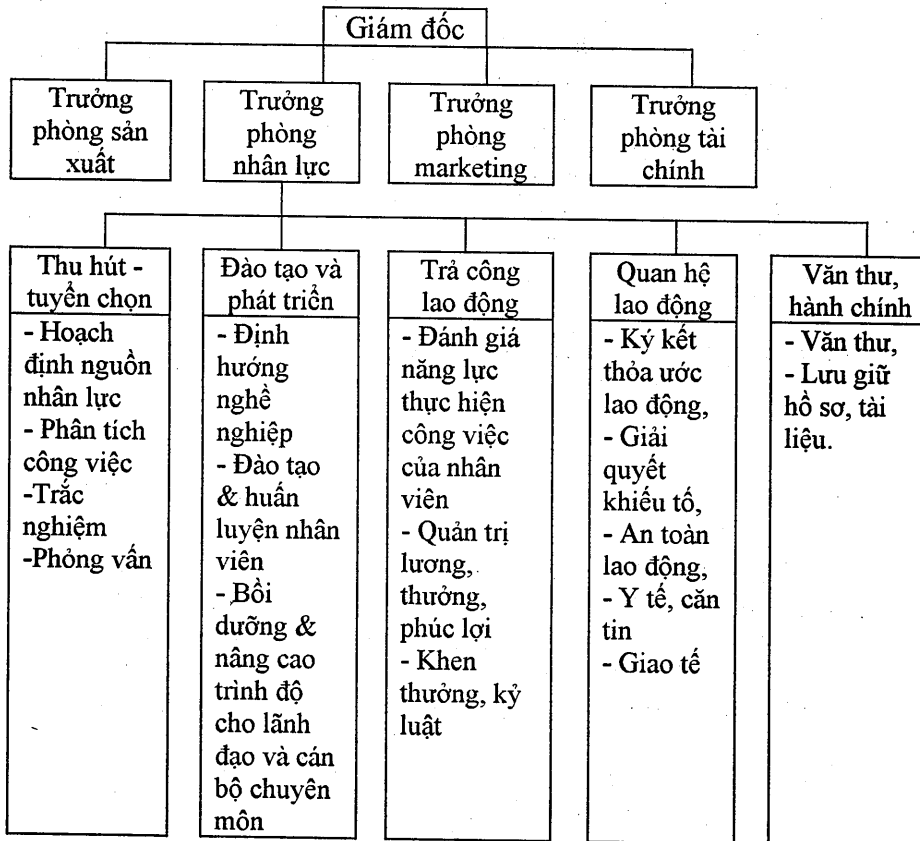 Giám đốc
Trưởng
phòng sản
xuất
Trưởng
phòng
nhân lực
Trưởng
phòng
marketing
Trưởng
phòng tài
chính
Thu hút -
tuyển chọn
- Hoạch
định nguồn
nhân lực
- Phân tích
công việc
-Trắc
nghiệm
-Phỏng vấn
Đào tạo và
phát triển
- Định
hướng
nghề
nghiệp
- Đào tạo
& huấn
luyện nhân
viên
- Bồi
dưỡng &
nâng cao
trình độ
cho lãnh
đạo và cán
bộ chuyên
môn
Trả công
lao động
- Đánh giá
năng lực
thực hiện
công việc
của nhân
viên
- Quản trị
lương,
thưởng,
phúc lợi
- Khen
thưởng, kỷ
luật
Quan hệ
lao động
- Ký kết
thỏa ước
lao động,
- Giải
quyết
khiếu tố,
- An toàn
lao động,
- Y tế, căn
tin
- Giao tế
Văn thư,
hành chính
- Văn thư,
- Lưu giữ
hồ sơ, tài
liệu.